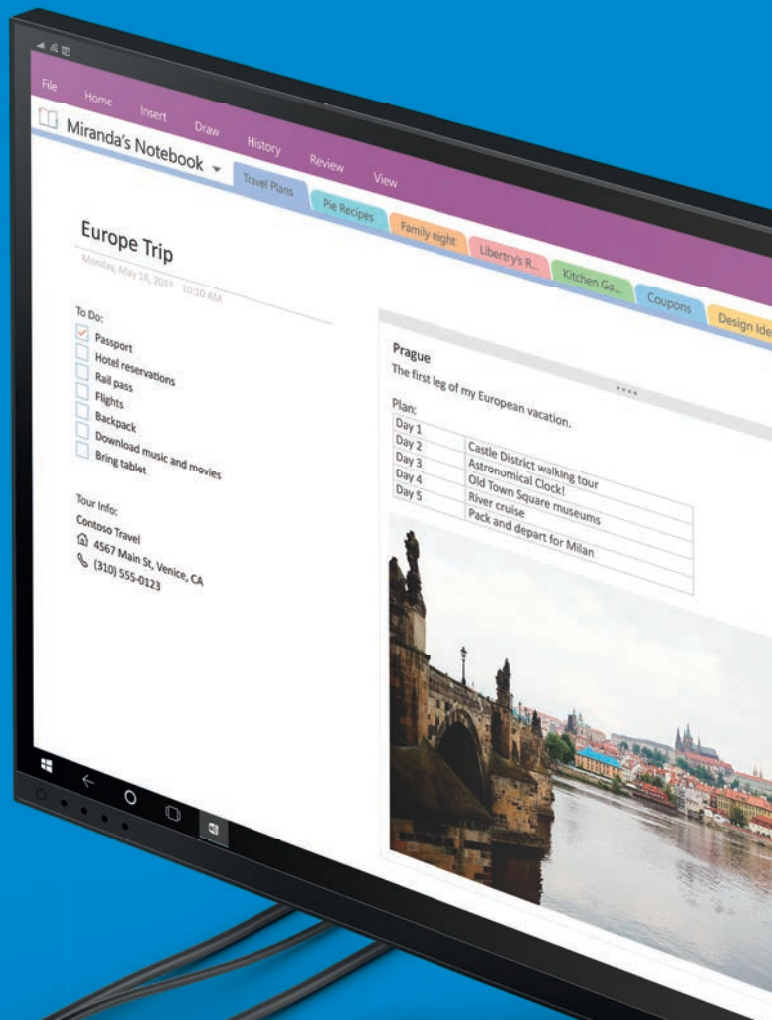 File Home Insert Draw History Review View
Miranda's Notebook
Travel Plans Pie Recipes Family eight Libertry's R... Kitchen Ga... Coupons Design Ide
Europe Trip
Monday, May 18, 2015 10:30 AM
To Do:
Passport
Hotel reservations
Rail pass
Flights
Backpack
Download music and movies
Bring tablet
Tour Info:
Contoso Travel
4567 Main St, Venice, CA
(310) 555-0123
Prague
The first leg of my European vacation.
Plan:
Day 1 Castle District walking tour
Day 2 Astronomical Clock!
Day 3 Old Town Square museums
Day 4 River cruise
Day 5 Pack and depart for Milan